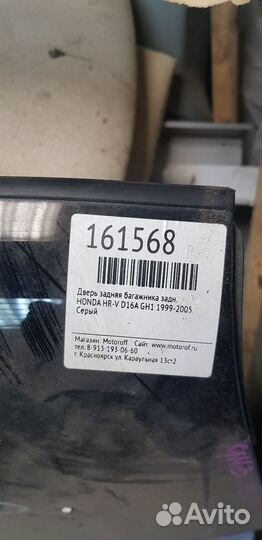 161568
Дверь задняя багажника задн.
HONDA HR-V D16A GH1 1999-2005
Серый
Магазин: Motoroff Сайт: www.motorof.ru
тел. 8-913-193-06-60
г. Красноярск ул. Караульная 13ст2
Avito